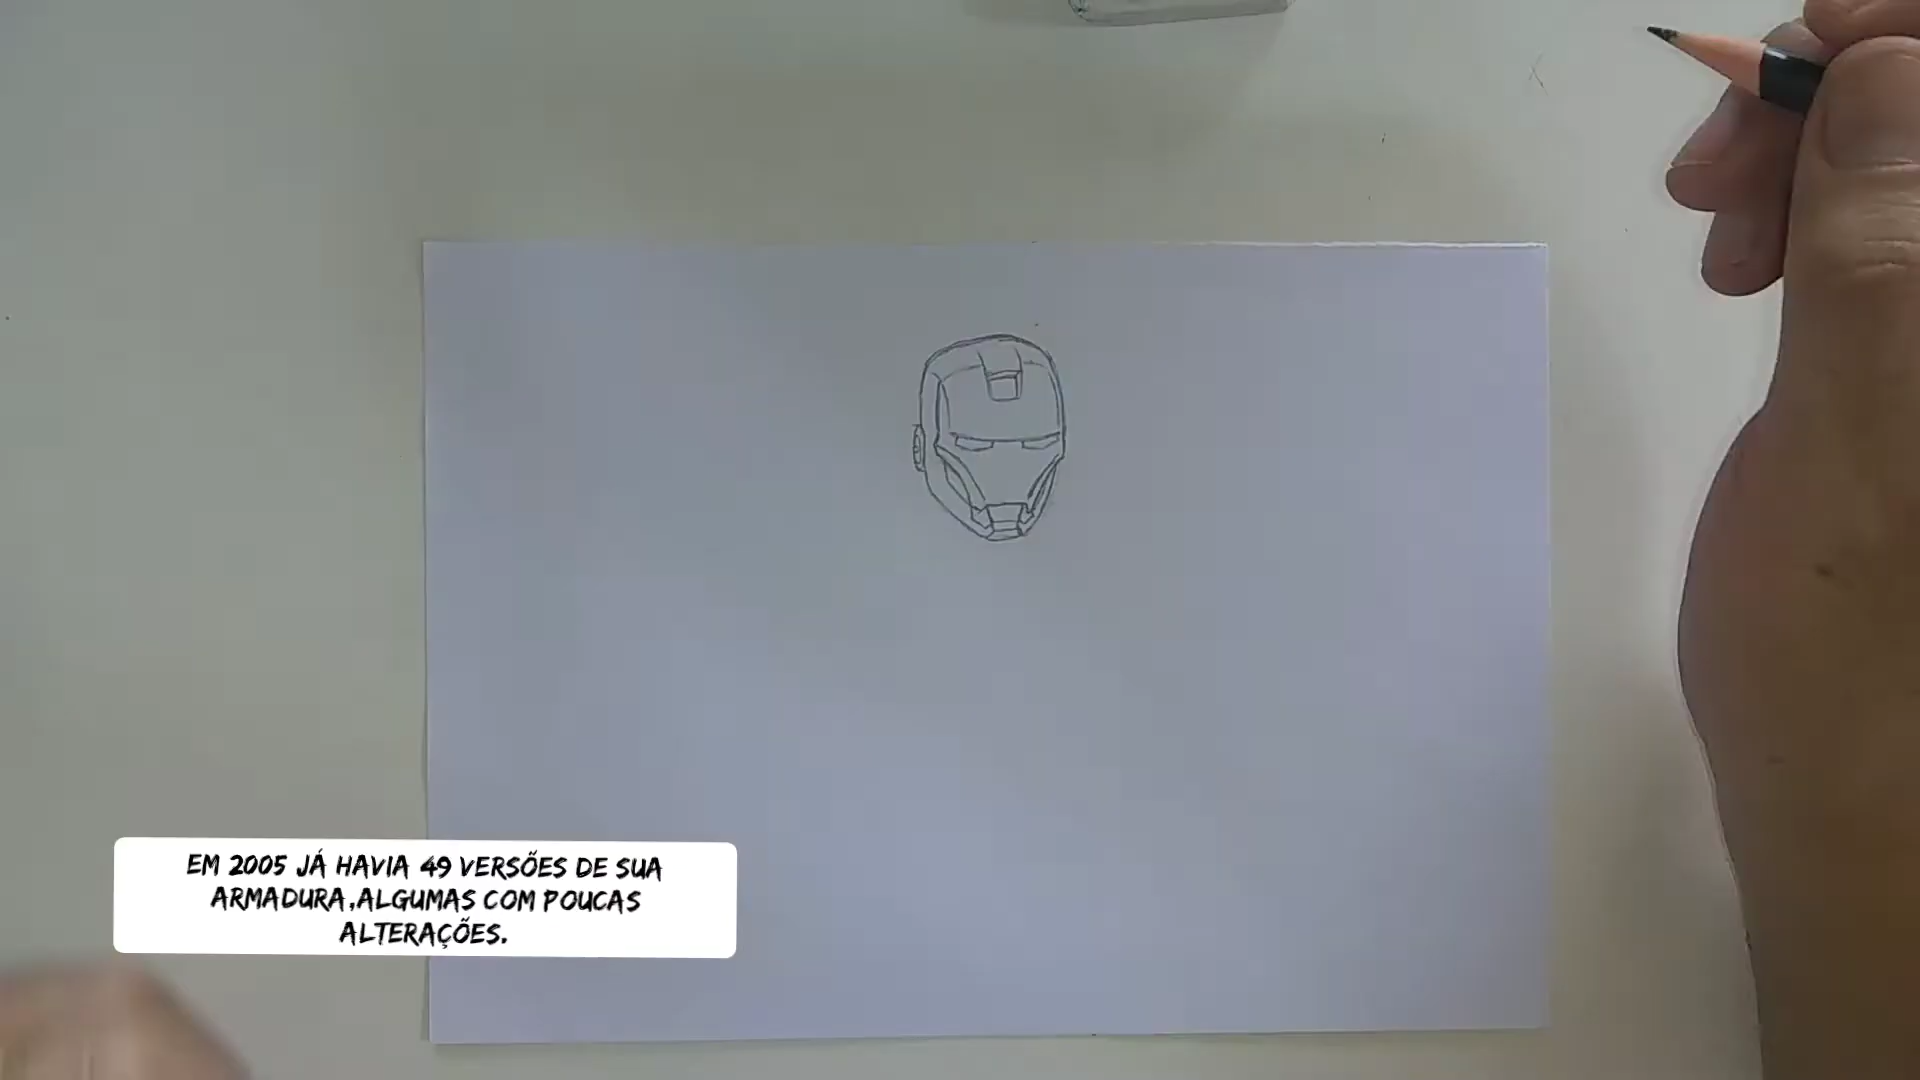 EM 2005 JÁ HAVIA 49 VERSÕES DE SUA
ARMADURA,ALGUMAS COM POUCAS
ALTERAÇÕES.